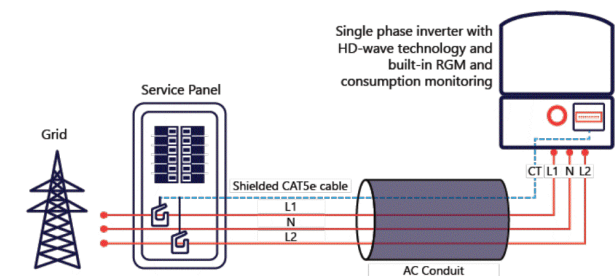 Single phase inverter with
HD-wave technology and
built-in RGM and
consumption monitoring
Service Panel
Grid
Shielded CAT5e cable
CT L1 N L2
L1
N
L2
AC Conduit